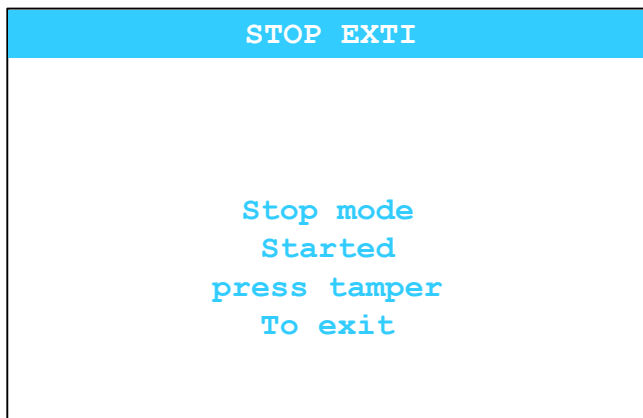 STOP EXTI
Stop mode
Started
press tamper
To exit